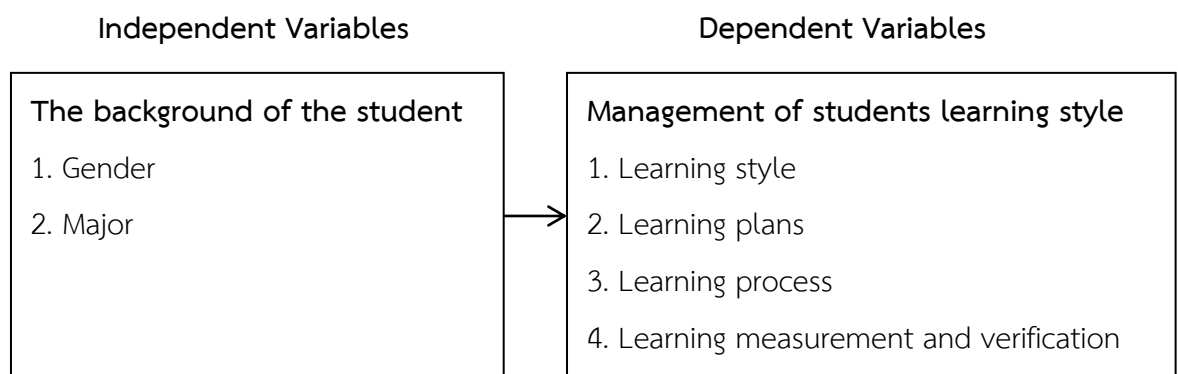 Independent Variables
The background of the student
1. Gender
2. Major
Dependent Variables
Management of students learning style
1. Learning style
2. Learning plans
3. Learning process
4. Learning measurement and verification